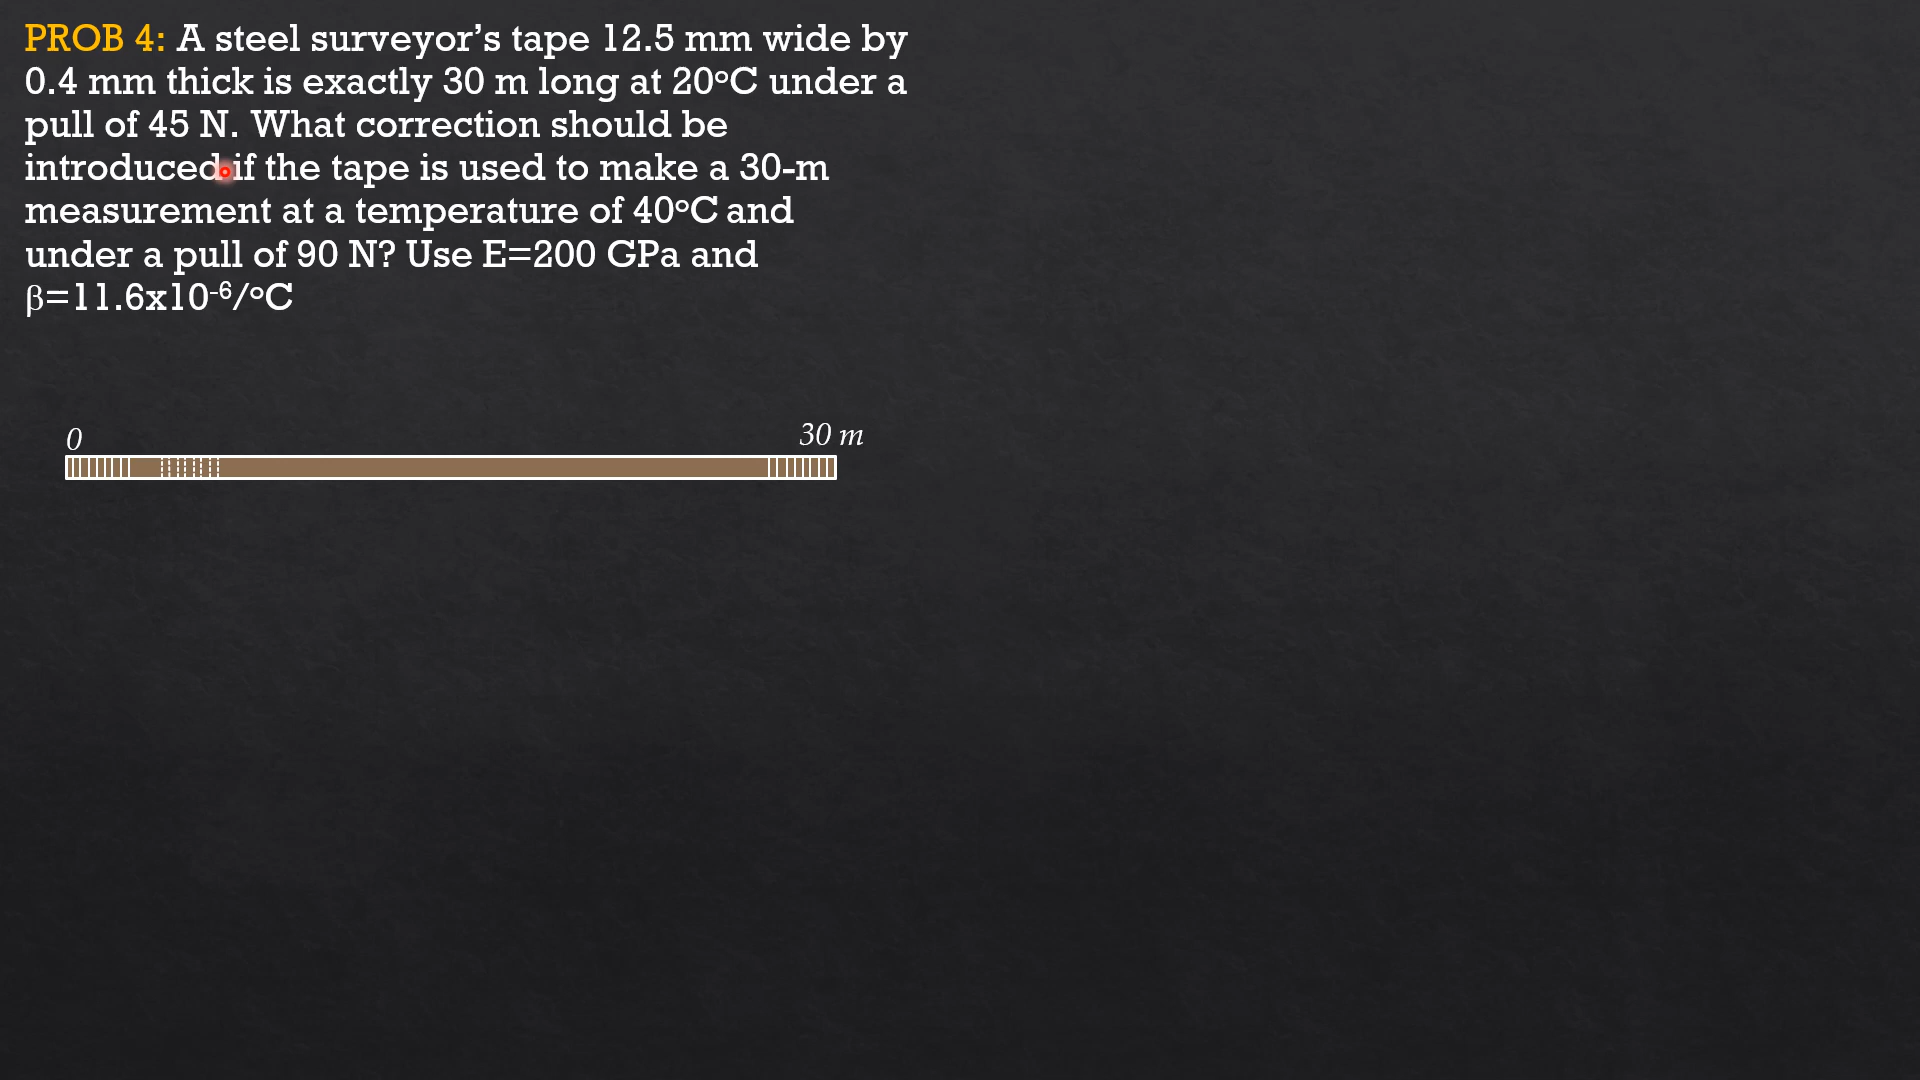 PROB 4: A steel surveyor’s tape 12.5 mm wide by
0.4 mm thick is exactly 30 m long at 20°C under a
pull of 45 N. What correction should be
introduced if the tape is used to make a 30-m
measurement at a temperature of 40°C and
under a pull of 90 N? Use E=200 GPa and
β=11.6x10⁻⁶/°C
0
30 m